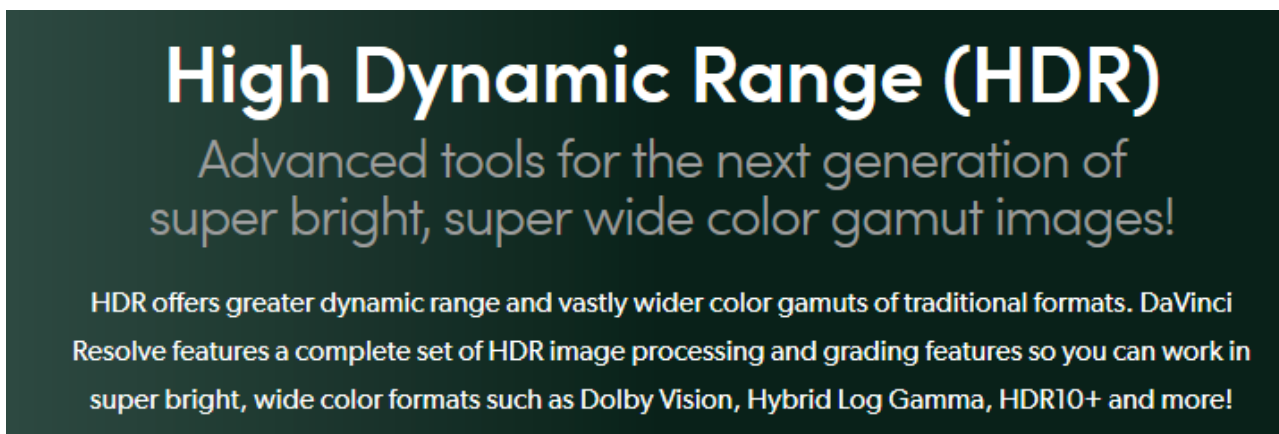 High Dynamic Range (HDR)
Advanced tools for the next generation of
super bright, super wide color gamut images!
HDR offers greater dynamic range and vastly wider color gamuts of traditional formats. DaVinci
Resolve features a complete set of HDR image processing and grading features so you can work in
super bright, wide color formats such as Dolby Vision, Hybrid Log Gamma, HDR10+ and more!